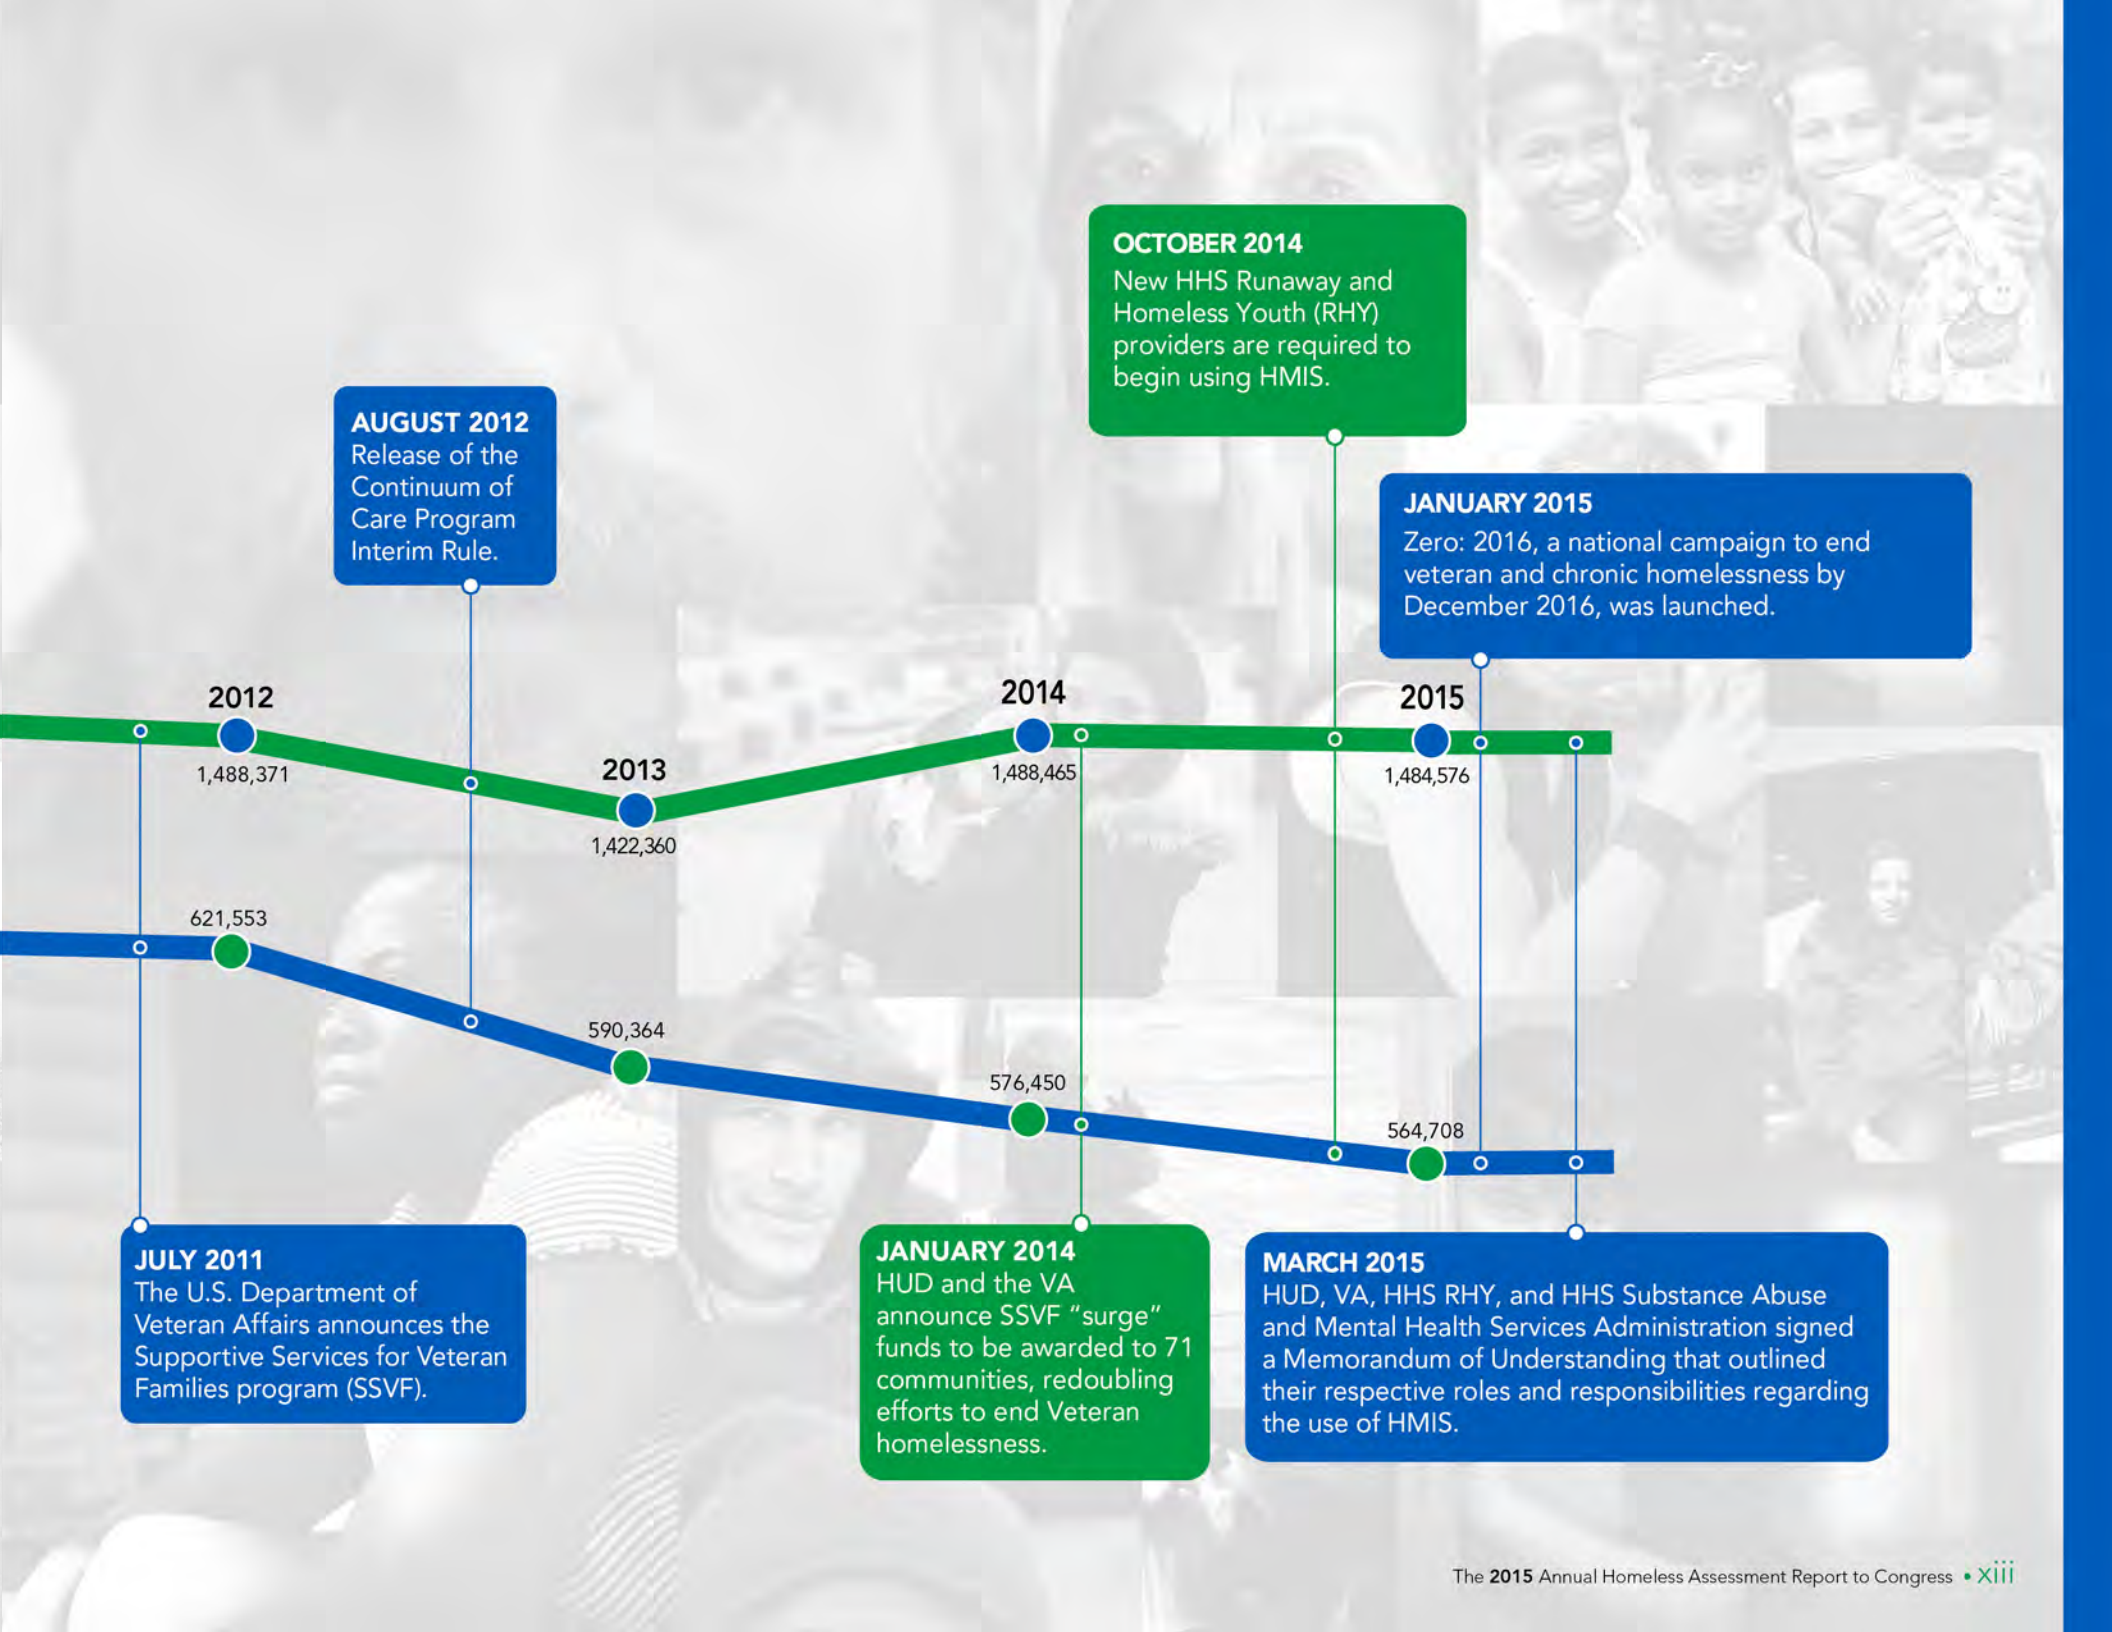 OCTOBER 2014
New HHS Runaway and
Homeless Youth (RHY)
providers are required to
begin using HMIS.
AUGUST 2012
Release of the
Continuum of
Care Program
Interim Rule.
JANUARY 2015
Zero: 2016, a national campaign to end
veteran and chronic homelessness by
December 2016, was launched.
2012
1,488,371
2013
1,422,360
2014
1,488,465
2015
1,484,576
621,553
590,364
576,450
564,708
JULY 2011
The U.S. Department of
Veteran Affairs announces the
Supportive Services for Veteran
Families program (SSVF).
JANUARY 2014
HUD and the VA
announce SSVF “surge”
funds to be awarded to 71
communities, redoubling
efforts to end Veteran
homelessness.
MARCH 2015
HUD, VA, HHS RHY, and HHS Substance Abuse
and Mental Health Services Administration signed
a Memorandum of Understanding that outlined
their respective roles and responsibilities regarding
the use of HMIS.
The 2015 Annual Homeless Assessment Report to Congress • xiii